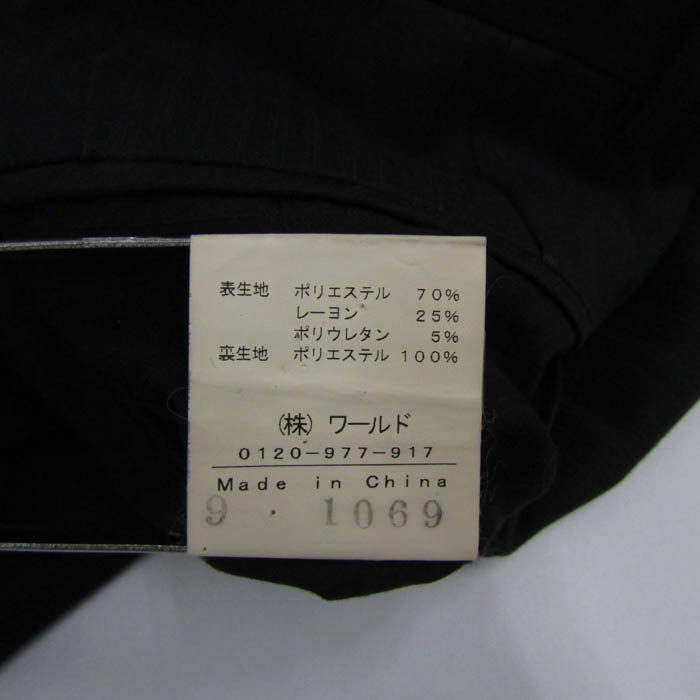 表生地 ポリエステル 70%
レーヨン 25%
ポリウレタン 5%
裏生地 ポリエステル 100%
(株) ワールド
0120-977-917
Made in China
9 . 1069